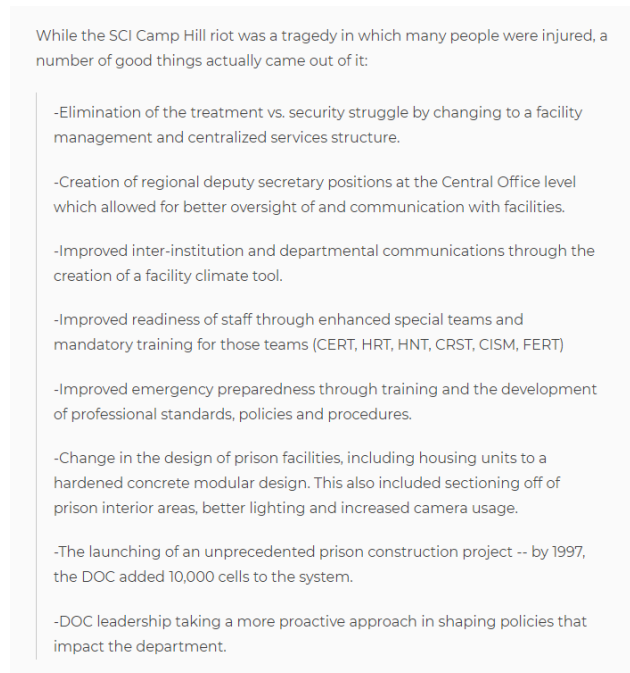 While the SCI Camp Hill riot was a tragedy in which many people were injured, a
number of good things actually came out of it:
-Elimination of the treatment vs. security struggle by changing to a facility
management and centralized services structure.
-Creation of regional deputy secretary positions at the Central Office level
which allowed for better oversight of and communication with facilities.
-Improved inter-institution and departmental communications through the
creation of a facility climate tool.
-Improved readiness of staff through enhanced special teams and
mandatory training for those teams (CERT, HRT, HNT, CRST, CISM, FERT)
-Improved emergency preparedness through training and the development
of professional standards, policies and procedures.
-Change in the design of prison facilities, including housing units to a
hardened concrete modular design. This also included sectioning off of
prison interior areas, better lighting and increased camera usage.
-The launching of an unprecedented prison construction project -- by 1997,
the DOC added 10,000 cells to the system.
-DOC leadership taking a more proactive approach in shaping policies that
impact the department.